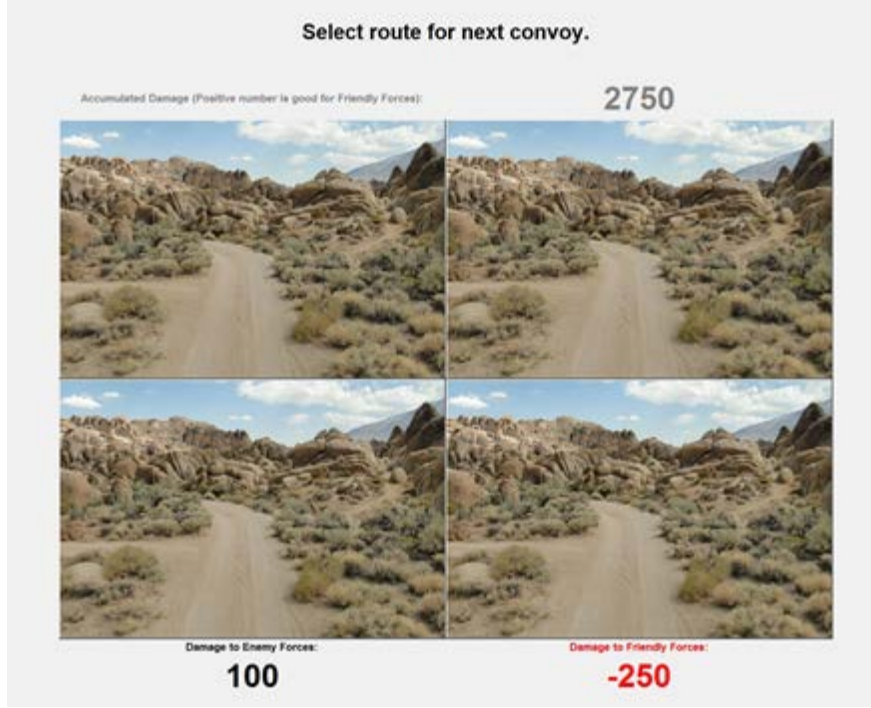 Select route for next convoy.
Accumulated Damage (Positive number is good for Friendly Forces): 2750
Damage to Enemy Forces: Damage to Friendly Forces:
100 -250